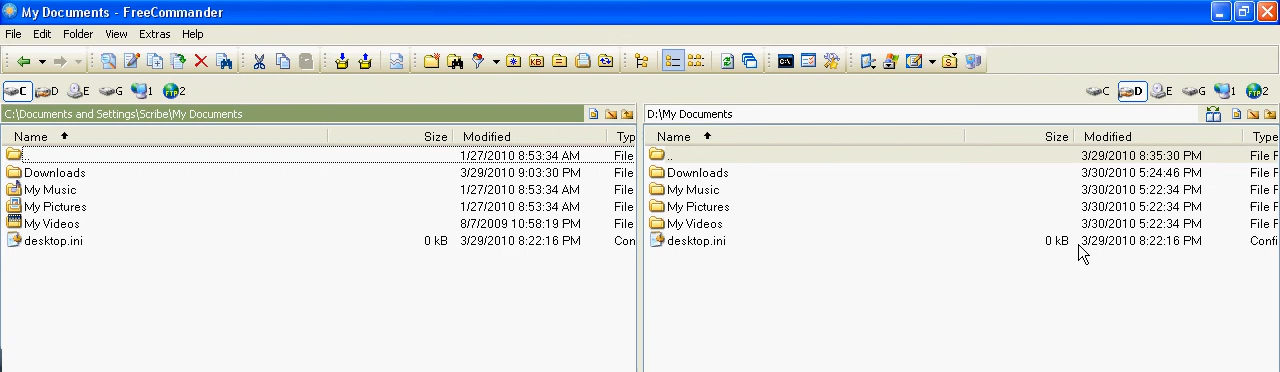 My Documents - FreeCommander
File Edit Folder View Extras Help
C D E G 1 FTP 2 C D E G 1 FTP 2
C:\Documents and Settings\Scribe\My Documents D:\My Documents
Name Size Modified Typ Name Size Modified Type
.. 1/27/2010 8:53:34 AM File .. 3/29/2010 8:35:30 PM File F
Downloads 3/29/2010 9:03:30 PM File Downloads 3/30/2010 5:24:46 PM File F
My Music 1/27/2010 8:53:34 AM File My Music 3/30/2010 5:22:34 PM File F
My Pictures 1/27/2010 8:53:34 AM File My Pictures 3/30/2010 5:22:34 PM File F
My Videos 8/7/2009 10:58:19 PM File My Videos 3/30/2010 5:22:34 PM File F
desktop.ini 0 kB 3/29/2010 8:22:16 PM Con desktop.ini 0 kB 3/29/2010 8:22:16 PM Confi